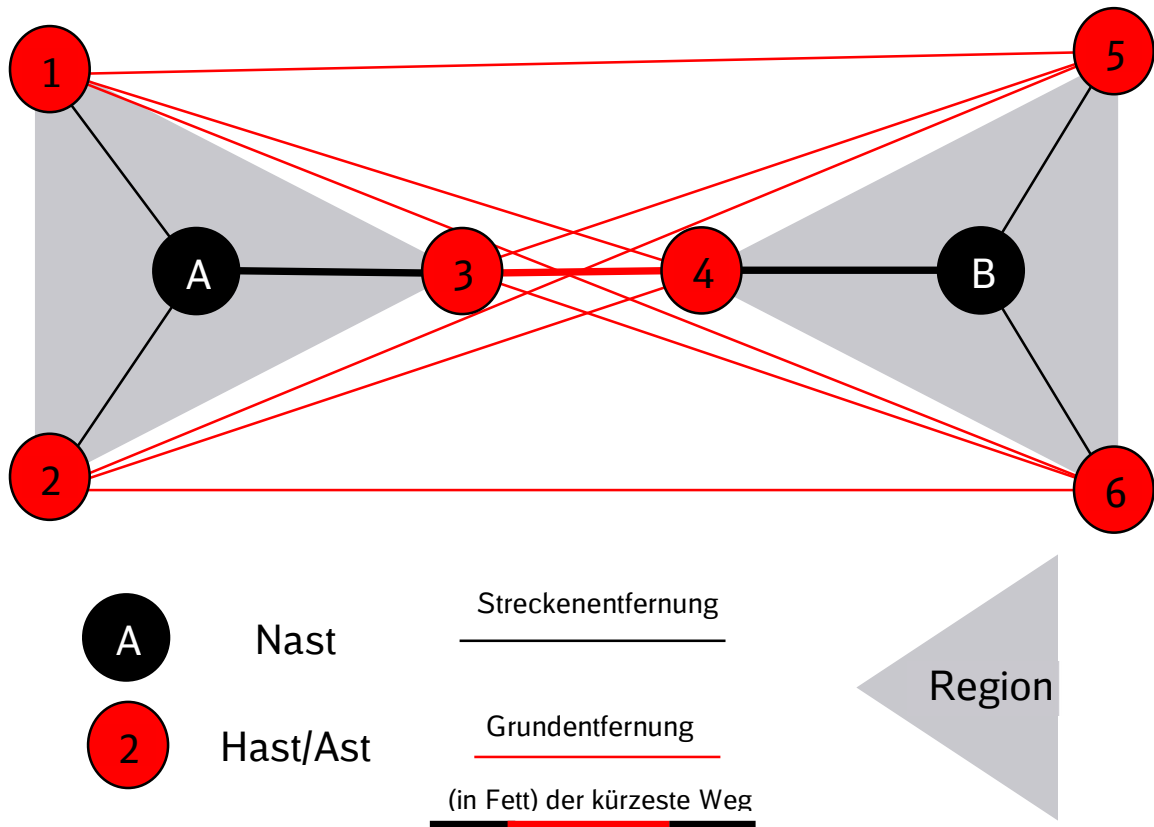 1
5
A
3
4
B
2
6
A
Nast
Streckenentfernung
Region
2
Hast/Ast
Grundentfernung
(in Fett) der kürzeste Weg